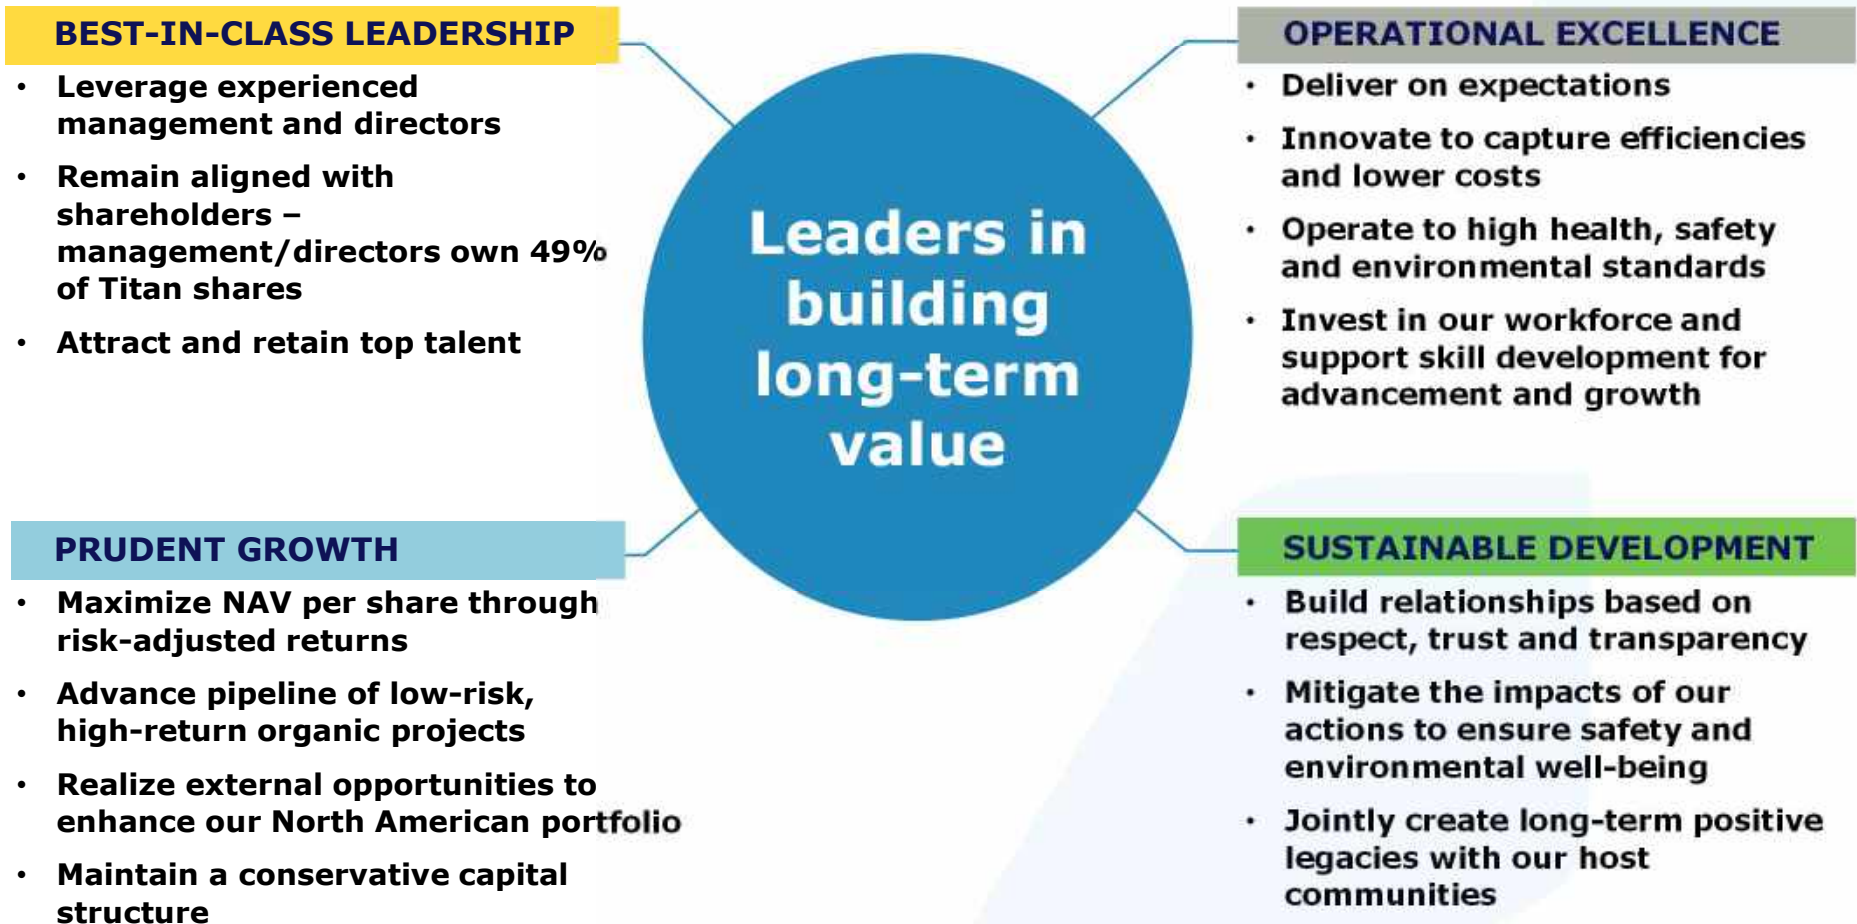 BEST-IN-CLASS LEADERSHIP
• Leverage experienced
management and directors
• Remain aligned with
shareholders –
management/directors own 49%
of Titan shares
• Attract and retain top talent
PRUDENT GROWTH
• Maximize NAV per share through
risk-adjusted returns
• Advance pipeline of low-risk,
high-return organic projects
• Realize external opportunities to
enhance our North American portfolio
• Maintain a conservative capital
structure
Leaders in
building
long-term
value
OPERATIONAL EXCELLENCE
• Deliver on expectations
• Innovate to capture efficiencies
and lower costs
• Operate to high health, safety
and environmental standards
• Invest in our workforce and
support skill development for
advancement and growth
SUSTAINABLE DEVELOPMENT
• Build relationships based on
respect, trust and transparency
• Mitigate the impacts of our
actions to ensure safety and
environmental well-being
• Jointly create long-term positive
legacies with our host
communities